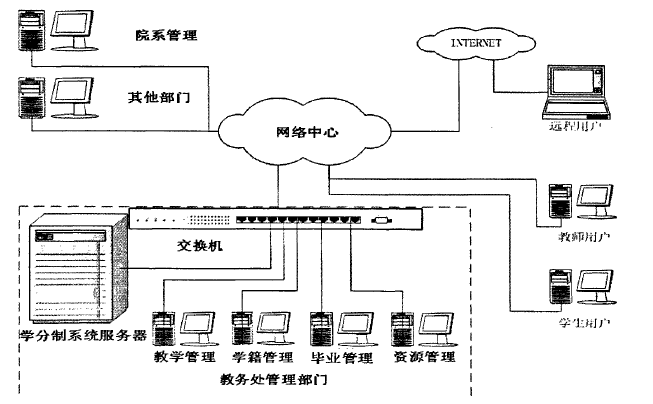 院系管理
INTERNET
其他部门
网络中心
远程用户
教师用户
交换机
学生用户
学分制系统服务器
教学管理
学籍管理
毕业管理
资源管理
教务处管理部门